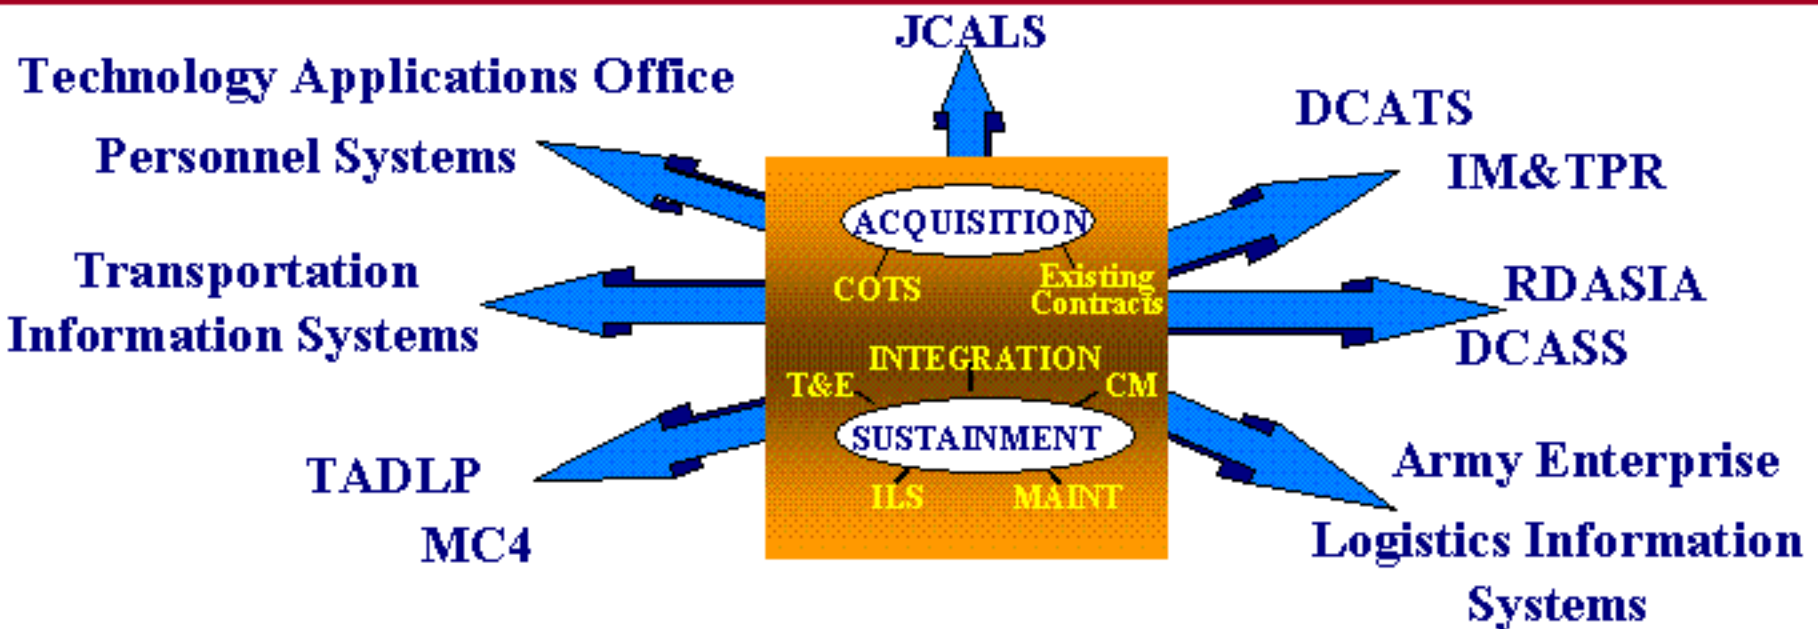 JCALS
Technology Applications Office
Personnel Systems
Transportation
Information Systems
TADLP
MC4
ACQUISITION
COTS
Existing
Contracts
INTEGRATION
T&E
CM
SUSTAINMENT
ILS
MAINT
DCATS
IM&TPR
RDASIA
DCASS
Army Enterprise
Logistics Information
Systems